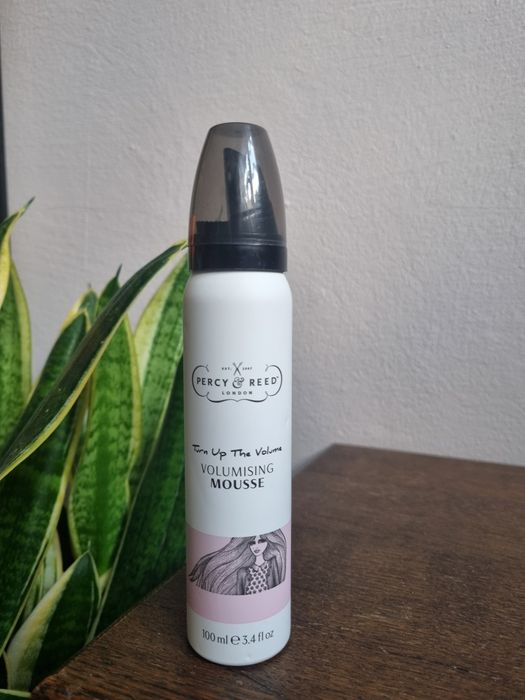 EST. 2007
PERCY & REED
LONDON
Turn Up The Volume
VOLUMISING
MOUSSE
100 ml ℮ 3.4 fl oz